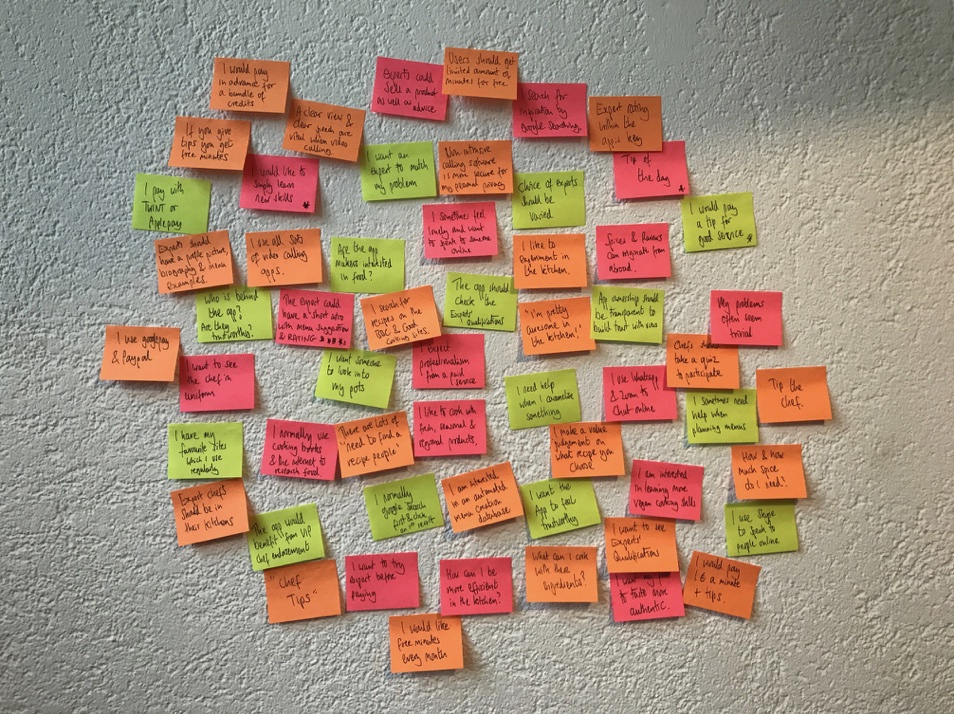 I would pay
in advance for
a bundle of
credits
Experts could
sell a product
as well as advice
Users should get
limited amount of
minutes for free
A clear view &
clear speech are
vital when video
calling.
Search for
inspiration by
Google searching.
Expert rating
within the
app is key
If you give
tips you get
free minutes
I would like to
simply learn
new skills
I want an
expert to match
my problem
Non intrusive
calling software
is more secure for
my personal privacy
Choice of experts
should be
varied
Tip of
the day
I pay with
TWINT or
Applepay
I sometimes feel
lonely and want
to speak to someone
online
I would pay
a tip for
good service
Experts should
have a profile picture,
biography & menu
examples.
I use all sorts
of video calling
apps.
Are the app
makers interested
in food?
I like to
experiment in
the kitchen.
Spices & flavours
can migrate from
abroad.
Who is behind
the app?
Are they
trustworthy?
The expert could
have a short intro
with menu suggestion
& RATING
I search for
recipes on the
BBC & Good
cooking sites.
The app should
check the
experts'
qualifications
"I'm pretty
awesome in
the kitchen"
App ownership should
be transparent to
build trust with users
My problems
often seem
trivial
I use googlepay
& Paypal
I want to see
the chef in
uniform
I want someone
to look into
my pots
I expect
professionalism
from a paid
service
I need help
when I caramelise
something
I use Whatsapp
& Zoom to
chat online
Chefs should
take a quiz
to participate
I sometimes need
help when
planning menus
Tip the
chef.
I have my
favourite sites
which I use
regularly
I normally use
cooking books
& the internet to
research food
There are lots of
"need to find a
recipe people"
I like to cook with
fresh, seasonal &
regional products.
I make a value
judgement on
what recipe you
choose
How & how
much spice
do I need?
Expert chefs
should be in
their kitchens
The app would
benefit from VIP
chef endorsement
I normally
google search
first & click
on 1st result
I am interested
in an automated
menu creation
database
I want the
App to feel
trustworthy
I am interested
in learning more
vegan cooking skills
I use Skype
to speak to
people online
"Chef
Tips"
I want to try
expect before
paying
How can I be
more efficient
in the kitchen?
What can I cook
with these
ingredients?
I want to see
Experts'
Qualifications
I want my
to taste more
authentic.
I would pay
1€ a minute
+ tips.
I would like
free minutes
every month